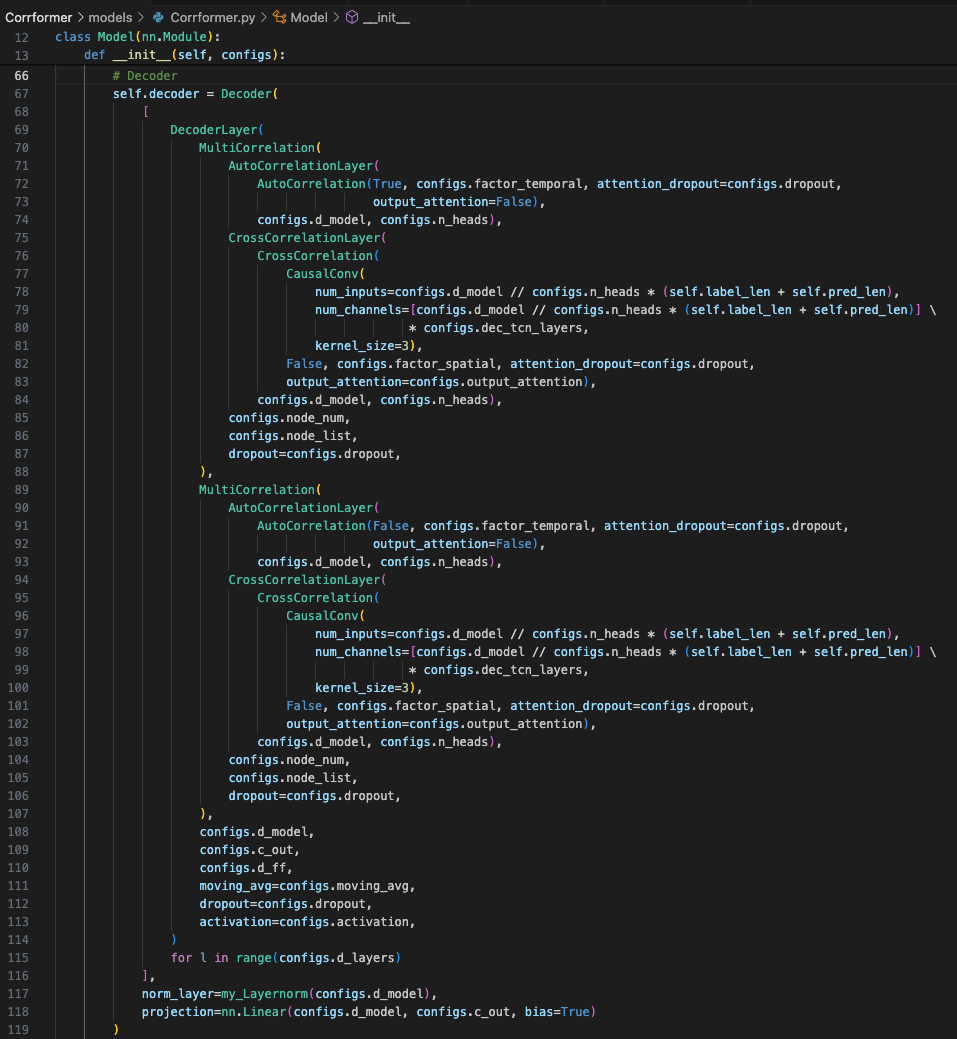 Corrformer > models > Corrformer.py > Model > __init__
12 class Model(nn.Module):
13     def __init__(self, configs):
66         # Decoder
67         self.decoder = Decoder(
68             [
69                 DecoderLayer(
70                     MultiCorrelation(
71                         AutoCorrelationLayer(
72                             AutoCorrelation(True, configs.factor_temporal, attention_dropout=configs.dropout,
73                                             output_attention=False),
74                             configs.d_model, configs.n_heads),
75                         CrossCorrelationLayer(
76                             CrossCorrelation(
77                                 CausalConv(
78                                     num_inputs=configs.d_model // configs.n_heads * (self.label_len + self.pred_len),
79                                     num_channels=[configs.d_model // configs.n_heads * (self.label_len + self.pred_len)] \
80                                                  * configs.dec_tcn_layers,
81                                     kernel_size=3),
82                                 False, configs.factor_spatial, attention_dropout=configs.dropout,
83                                 output_attention=configs.output_attention),
84                             configs.d_model, configs.n_heads),
85                         configs.node_num,
86                         configs.node_list,
87                         dropout=configs.dropout,
88                     ),
89                     MultiCorrelation(
90                         AutoCorrelationLayer(
91                             AutoCorrelation(False, configs.factor_temporal, attention_dropout=configs.dropout,
92                                             output_attention=False),
93                             configs.d_model, configs.n_heads),
94                         CrossCorrelationLayer(
95                             CrossCorrelation(
96                                 CausalConv(
97                                     num_inputs=configs.d_model // configs.n_heads * (self.label_len + self.pred_len),
98                                     num_channels=[configs.d_model // configs.n_heads * (self.label_len + self.pred_len)] \
99                                                  * configs.dec_tcn_layers,
100                                     kernel_size=3),
101                                 False, configs.factor_spatial, attention_dropout=configs.dropout,
102                                 output_attention=configs.output_attention),
103                             configs.d_model, configs.n_heads),
104                         configs.node_num,
105                         configs.node_list,
106                         dropout=configs.dropout,
107                     ),
108                     configs.d_model,
109                     configs.c_out,
110                     configs.d_ff,
111                     moving_avg=configs.moving_avg,
112                     dropout=configs.dropout,
113                     activation=configs.activation,
114                 )
115                 for l in range(configs.d_layers)
116             ],
117             norm_layer=my_Layernorm(configs.d_model),
118             projection=nn.Linear(configs.d_model, configs.c_out, bias=True)
119         )